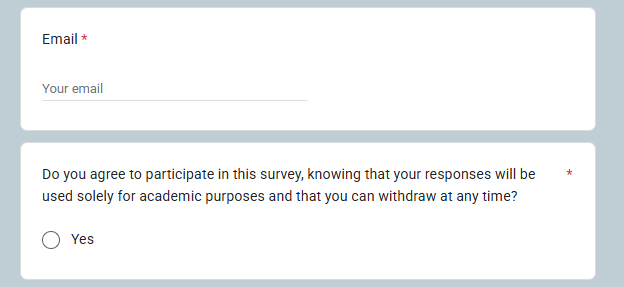 Email *
Your email
Do you agree to participate in this survey, knowing that your responses will be *
used solely for academic purposes and that you can withdraw at any time?
Yes